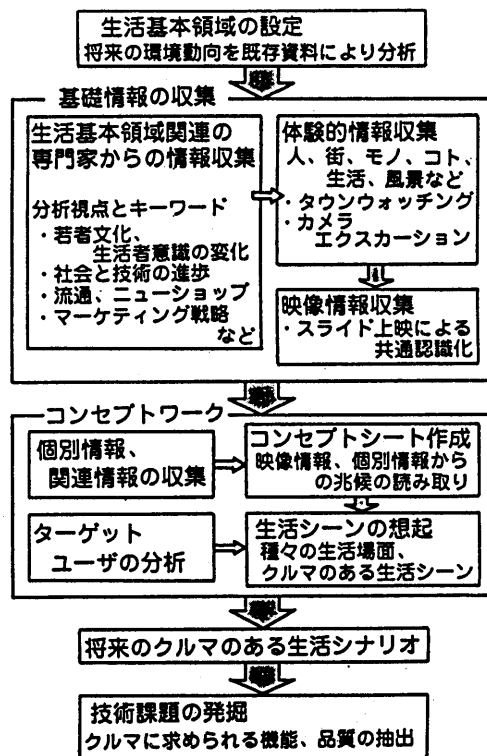 生活基本領域の設定
将来の環境動向を既存資料により分析
基礎情報の収集
生活基本領域関連の
専門家からの情報収集
分析視点とキーワード
・若者文化、
生活者意識の変化
・社会と技術の進歩
・流通、ニューショップ
・マーケティング戦略
など
体験的情報収集
人、街、モノ、コト、
生活、風景など
・タウンウォッチング
・カメラ
エクスカーション
映像情報収集
・スライド上映による
共通認識化
コンセプトワーク
個別情報、
関連情報の収集
コンセプトシート作成
映像情報、個別情報から
の兆候の読み取り
ターゲット
ユーザの分析
生活シーンの想起
種々の生活場面、
クルマのある生活シーン
将来のクルマのある生活シナリオ
技術課題の発掘
クルマに求められる機能、品質の抽出